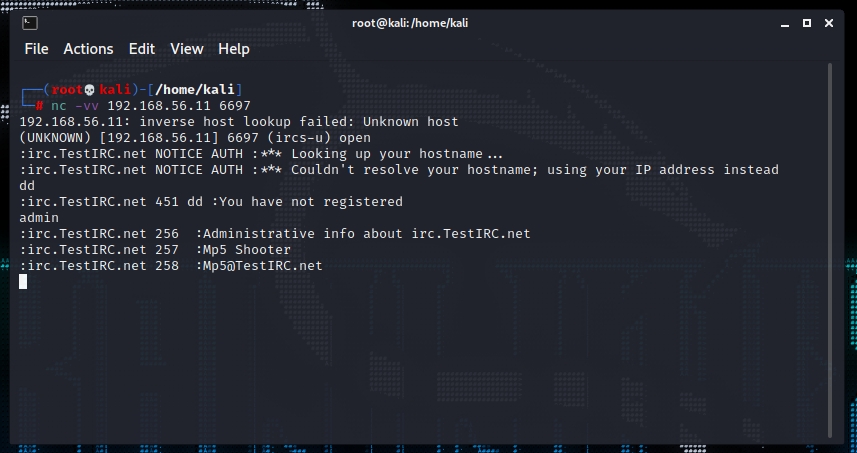 root@kali: /home/kali
File Actions Edit View Help
┌──(root💀kali)-[/home/kali]
└─# nc -vv 192.168.56.11 6697
192.168.56.11: inverse host lookup failed: Unknown host
(UNKNOWN) [192.168.56.11] 6697 (ircs-u) open
:irc.TestIRC.net NOTICE AUTH :*** Looking up your hostname...
:irc.TestIRC.net NOTICE AUTH :*** Couldn't resolve your hostname; using your IP address instead
dd
:irc.TestIRC.net 451 dd :You have not registered
admin
:irc.TestIRC.net 256  :Administrative info about irc.TestIRC.net
:irc.TestIRC.net 257  :Mp5 Shooter
:irc.TestIRC.net 258  :Mp5@TestIRC.net